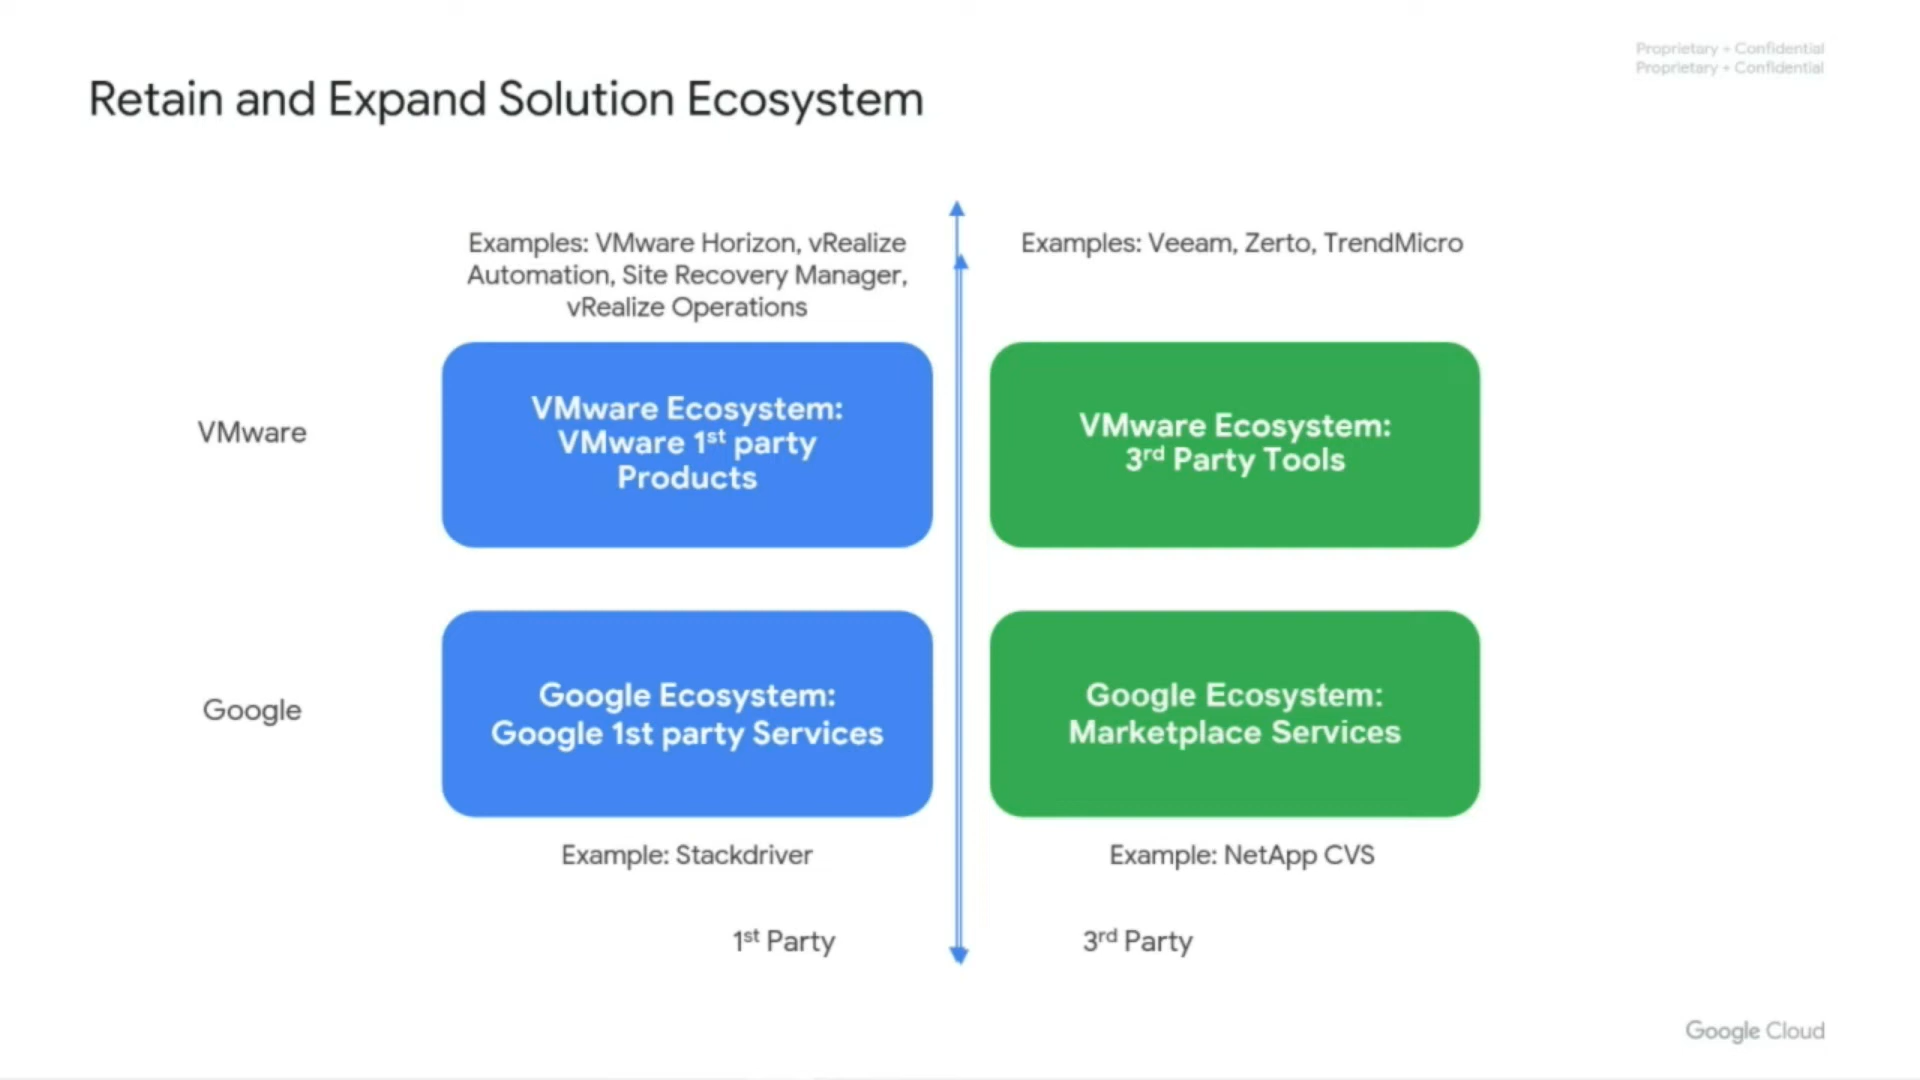 Proprietary + Confidential
Proprietary + Confidential
Retain and Expand Solution Ecosystem
Examples: VMware Horizon, vRealize
Automation, Site Recovery Manager,
vRealize Operations
Examples: Veeam, Zerto, TrendMicro
VMware
VMware Ecosystem:
VMware 1st party
Products
VMware Ecosystem:
3rd Party Tools
Google
Google Ecosystem:
Google 1st party Services
Google Ecosystem:
Marketplace Services
Example: Stackdriver
Example: NetApp CVS
1st Party
3rd Party
Google Cloud